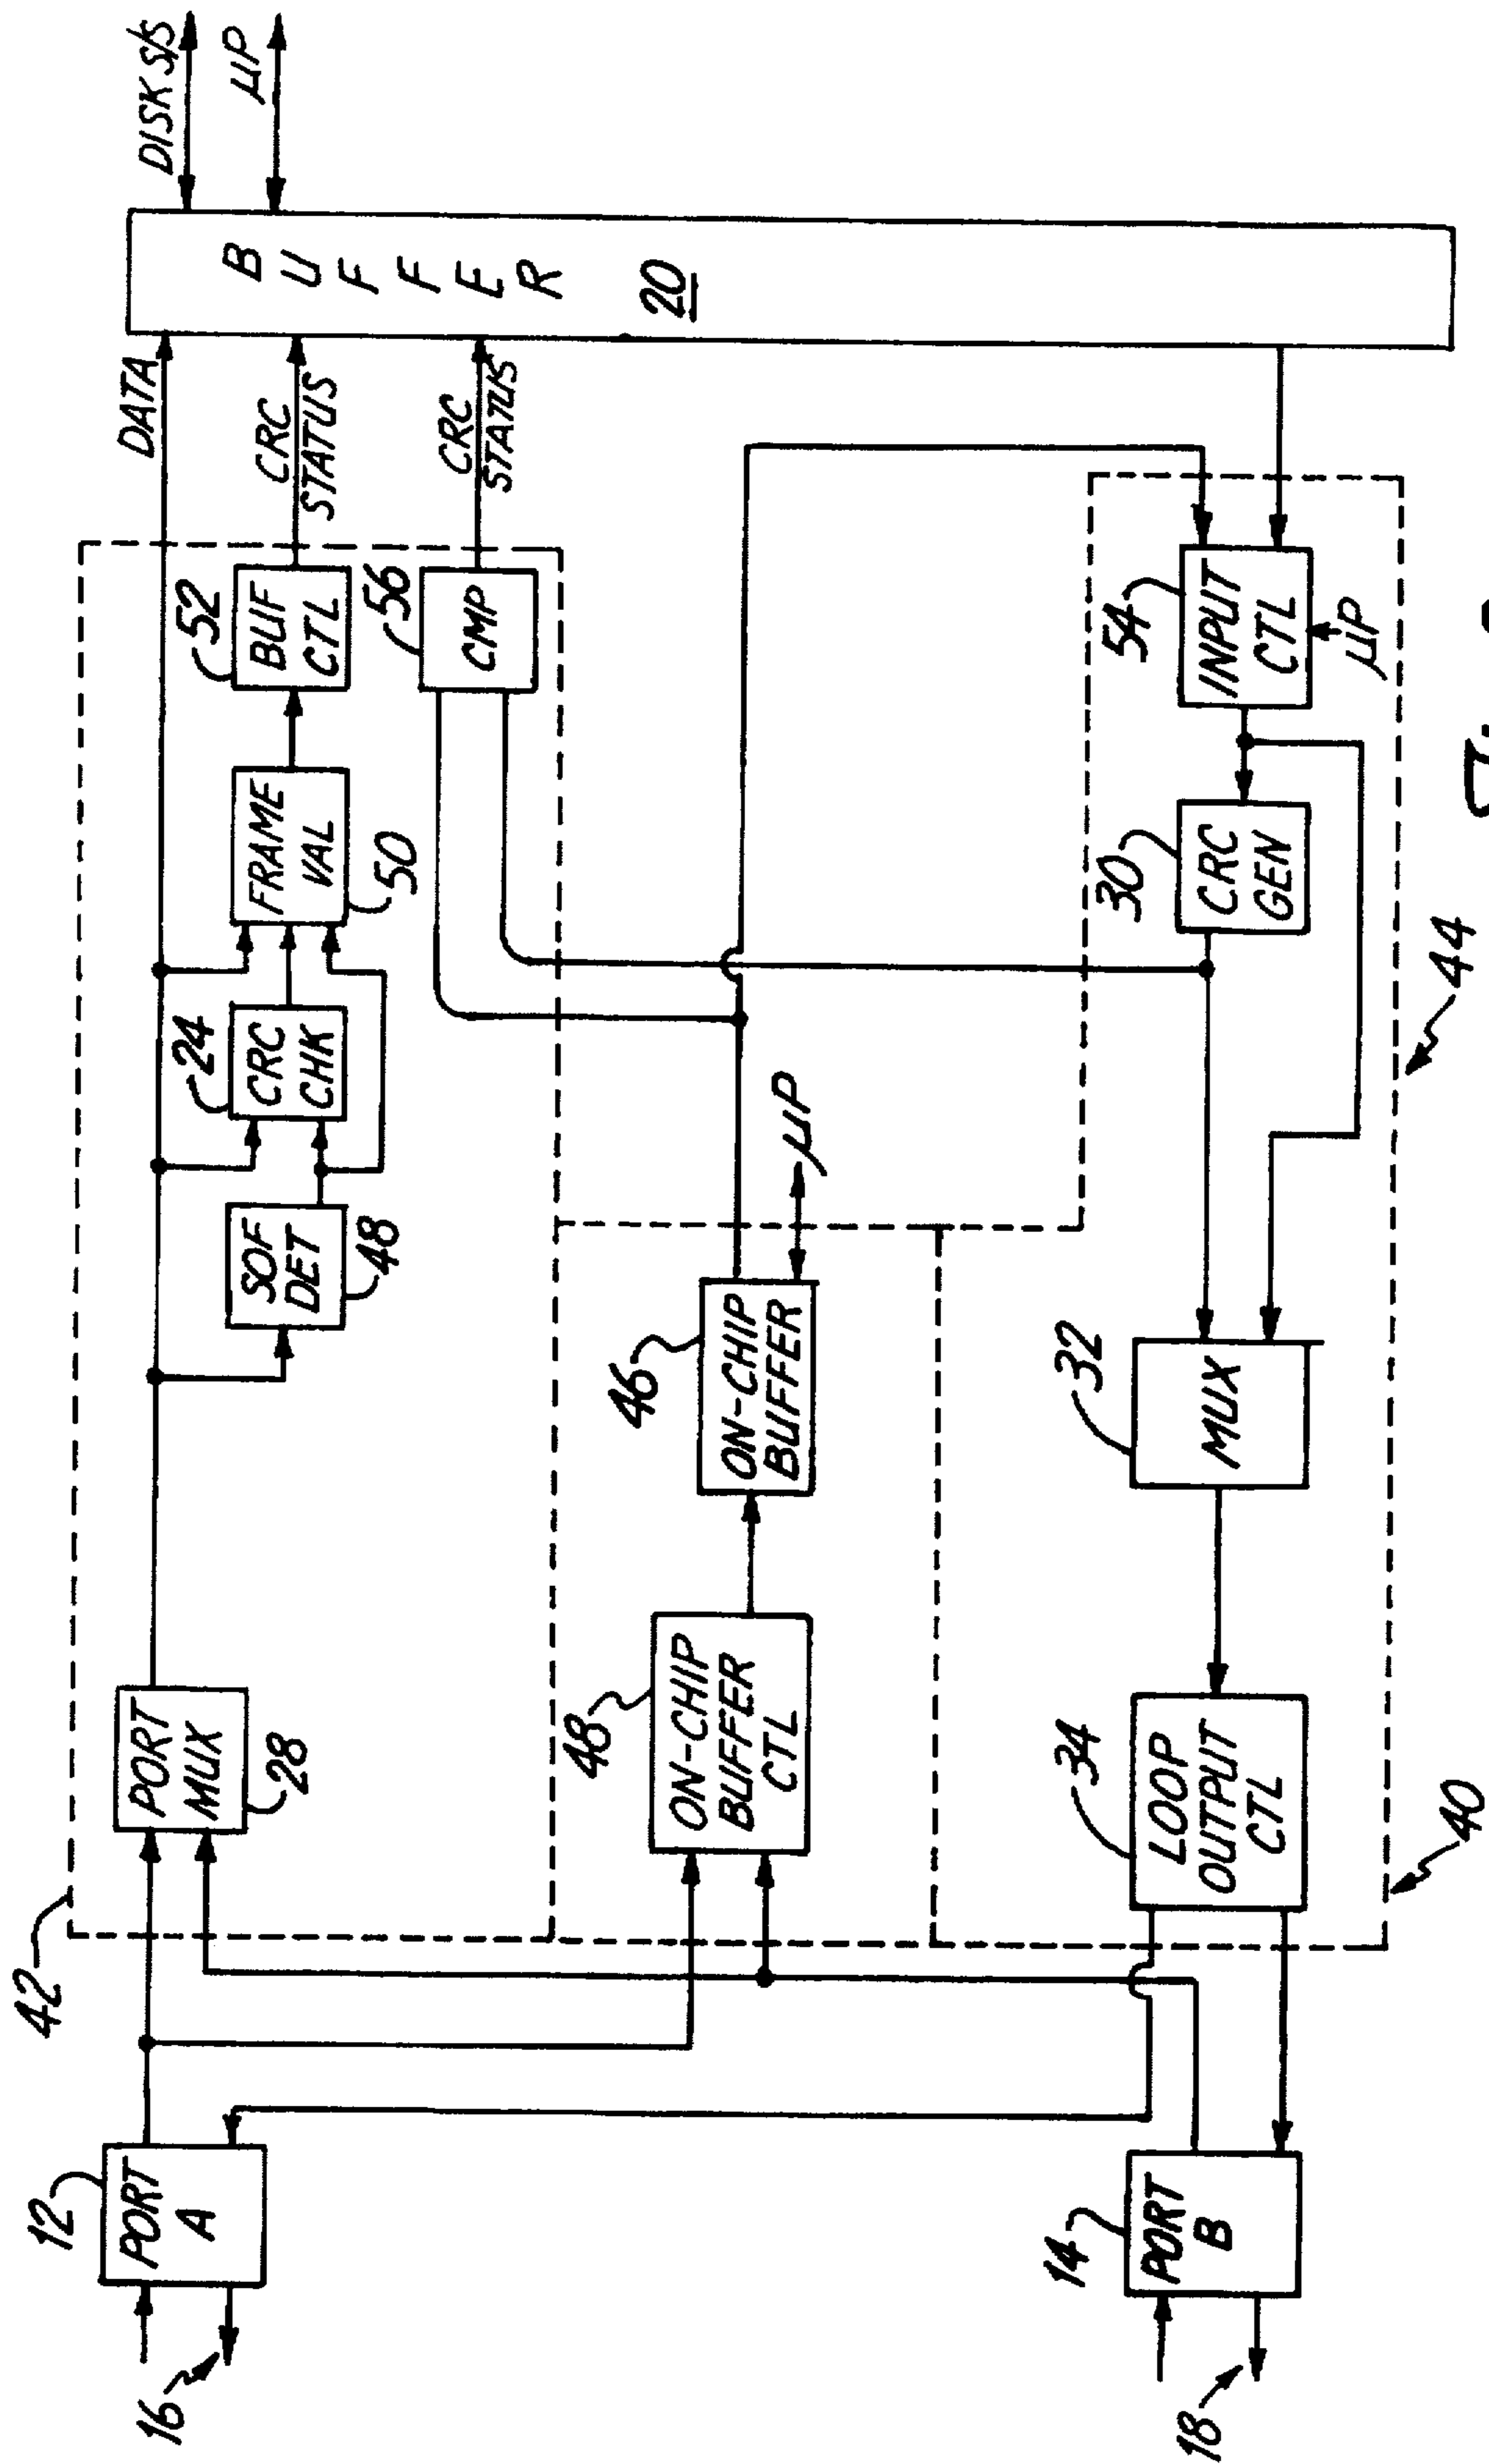 42
12
PORT
A
16
PORT
MUX
28
SOF
DET
48
24
CRC
CHK
FRAME
VAL
50
52
BUF
CTL
56
CMP
DATA
CRC
STATUS
CRC
STATUS
BUFFER
20
DISK S/S
μP
48
ON-CHIP
BUFFER
CTL
46
ON-CHIP
BUFFER
μP
14
PORT
B
18
34
LOOP
OUTPUT
CTL
32
MUX
30
CRC
GEN
54
INPUT
CTL
μP
40
44